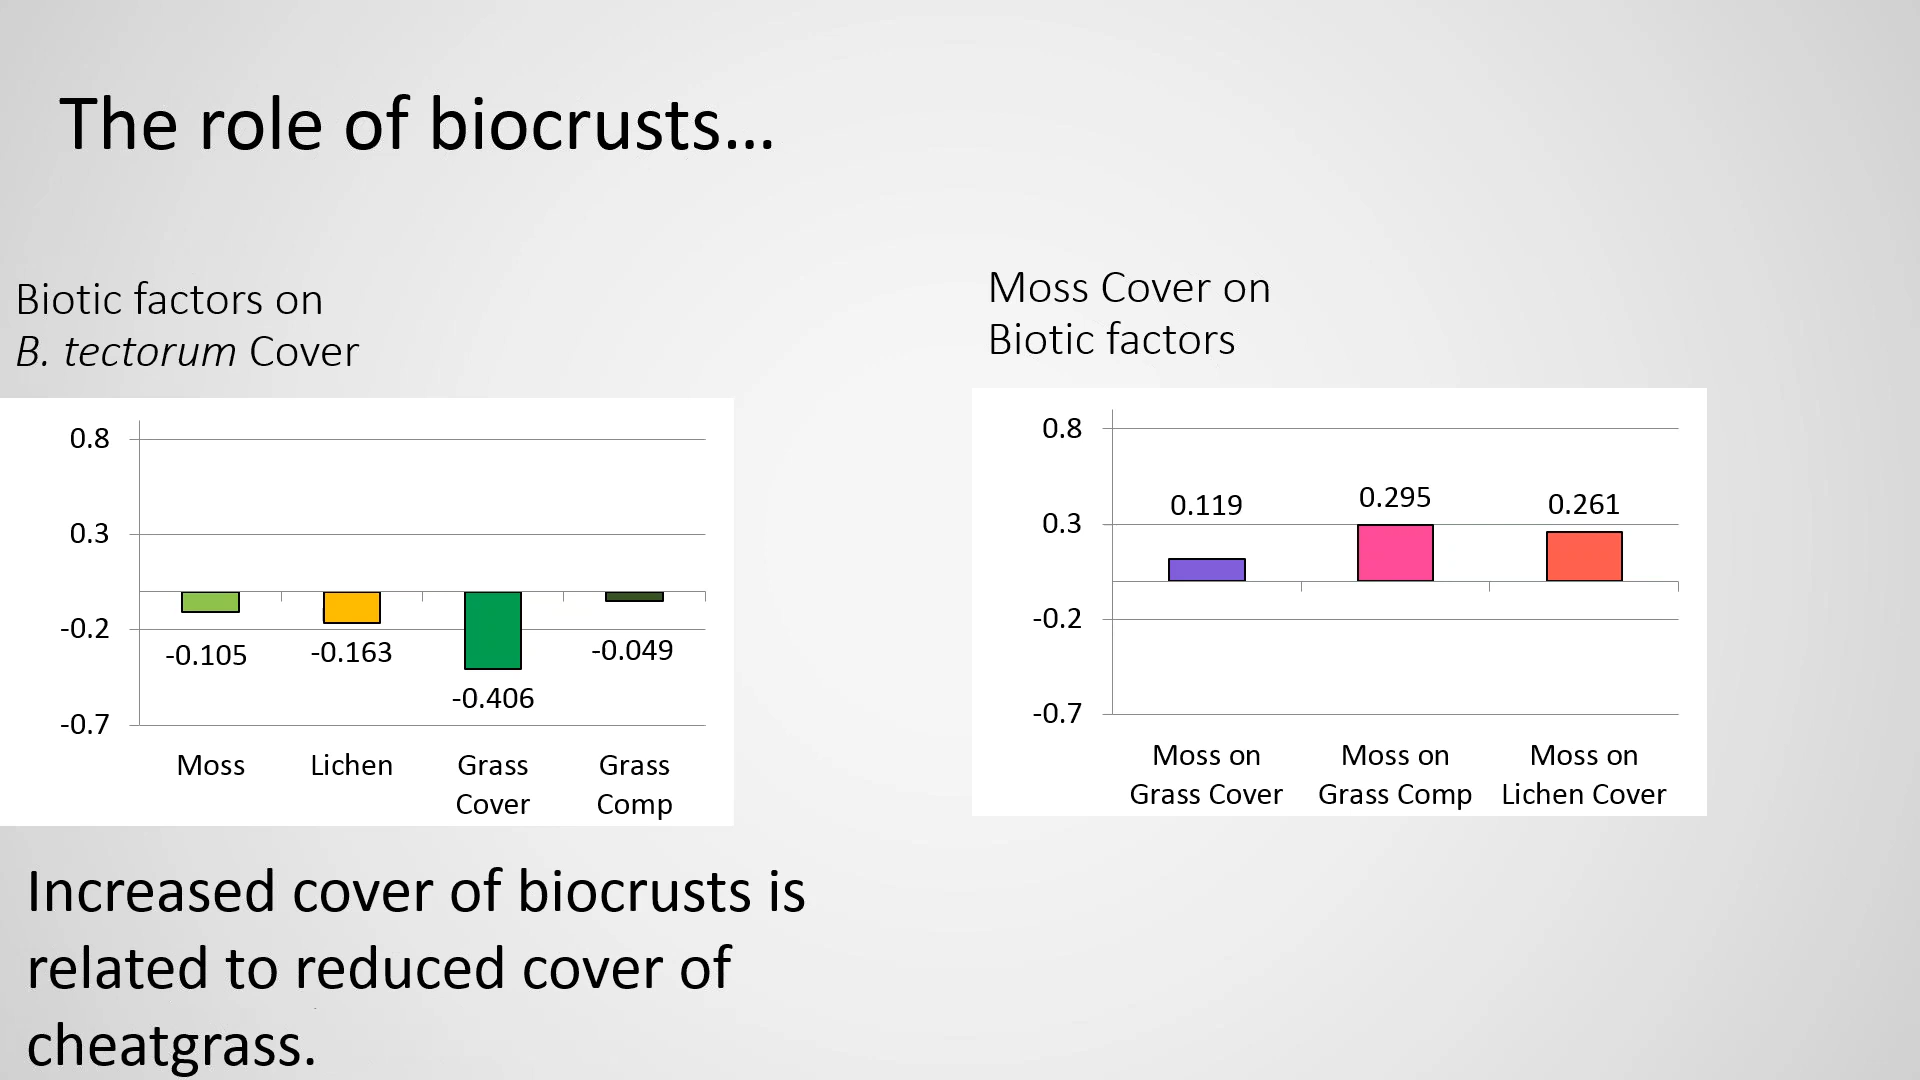 The role of biocrusts...
Biotic factors on
B. tectorum Cover
0.8
0.3
-0.2
-0.7
-0.105
-0.163
-0.406
-0.049
Moss
Lichen
Grass
Cover
Grass
Comp
Moss Cover on
Biotic factors
0.8
0.3
-0.2
-0.7
0.119
0.295
0.261
Moss on
Grass Cover
Moss on
Grass Comp
Moss on
Lichen Cover
Increased cover of biocrusts is
related to reduced cover of
cheatgrass.